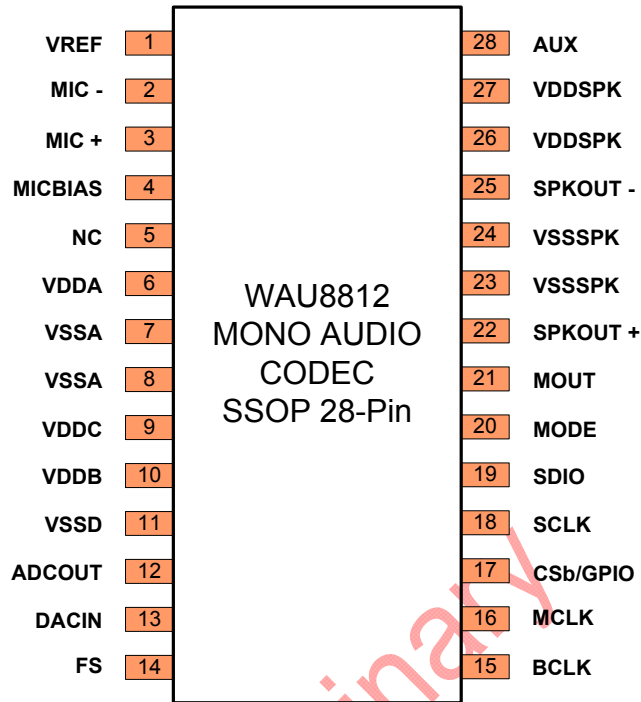 VREF 1
MIC - 2
MIC + 3
MICBIAS 4
NC 5
VDDA 6
VSSA 7
VSSA 8
VDDC 9
VDDB 10
VSSD 11
ADCOUT 12
DACIN 13
FS 14
WAU8812
MONO AUDIO
CODEC
SSOP 28-Pin
28 AUX
27 VDDSPK
26 VDDSPK
25 SPKOUT -
24 VSSSPK
23 VSSSPK
22 SPKOUT +
21 MOUT
20 MODE
19 SDIO
18 SCLK
17 CSb/GPIO
16 MCLK
15 BCLK